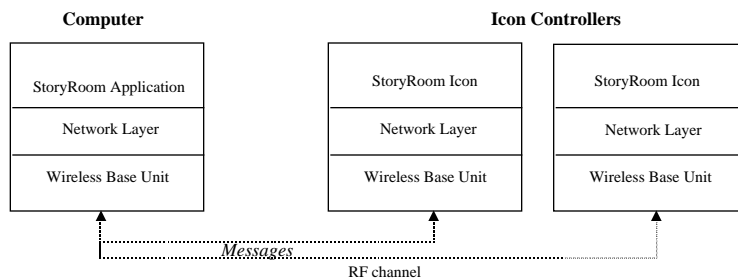 Computer
Icon Controllers
StoryRoom Application
Network Layer
Wireless Base Unit
StoryRoom Icon
Network Layer
Wireless Base Unit
StoryRoom Icon
Network Layer
Wireless Base Unit
Messages
RF channel